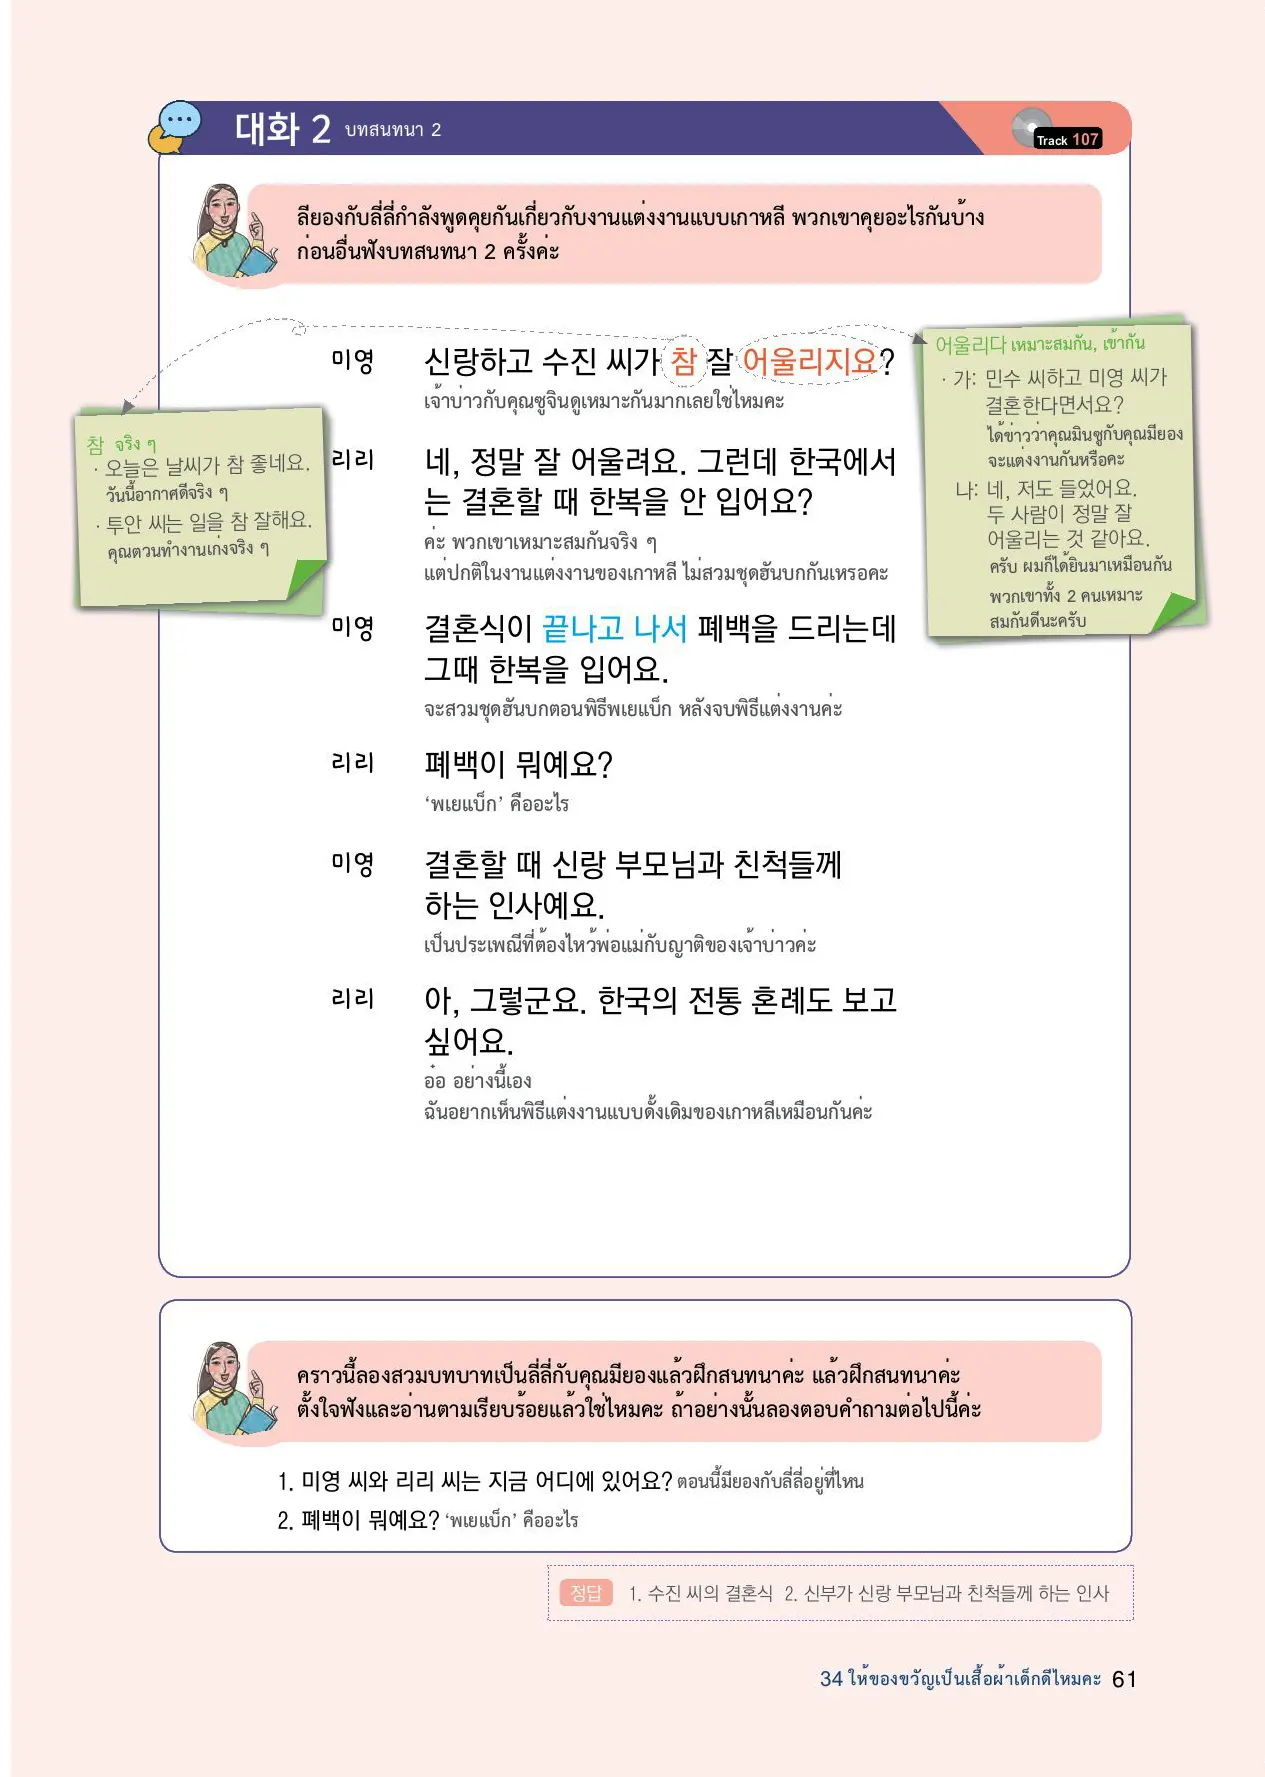 대화 2 บทสนทนา 2
Track 107
ลียองกับลี่ลี่กำลังพูดคุยกันเกี่ยวกับงานแต่งงานแบบเกาหลี พวกเขาคุยอะไรกันบ้าง
ก่อนอื่นฟังบทสนทนา 2 ครั้งค่ะ
미영 신랑하고 수진 씨가 참 잘 어울리지요?
เจ้าบ่าวกับคุณซูจินดูเหมาะกันมากเลยใช่ไหมคะ
리리 네, 정말 잘 어울려요. 그런데 한국에서
는 결혼할 때 한복을 안 입어요?
ค่ะ พวกเขาเหมาะสมกันจริง ๆ
แต่ปกติในงานแต่งงานของเกาหลี ไม่สวมชุดฮันบกกันเหรอคะ
미영 결혼식이 끝나고 나서 폐백을 드리는데
그때 한복을 입어요.
จะสวมชุดฮันบกตอนพิธีพเยแบ็ก หลังจบพิธีแต่งงานค่ะ
리리 폐백이 뭐예요?
‘พเยแบ็ก’ คืออะไร
미영 결혼할 때 신랑 부모님과 친척들께
하는 인사예요.
เป็นประเพณีที่ต้องไหว้พ่อแม่กับญาติของเจ้าบ่าวค่ะ
리리 아, 그렇군요. 한국의 전통 혼례도 보고
싶어요.
อ๋อ อย่างนี้เอง
ฉันอยากเห็นพิธีแต่งงานแบบดั้งเดิมของเกาหลีเหมือนกันค่ะ
참 จริง ๆ
· 오늘은 날씨가 참 좋네요.
วันนี้อากาศดีจริง ๆ
· 투안 씨는 일을 참 잘해요.
คุณตวนทำงานเก่งจริง ๆ
어울리다 เหมาะสมกัน, เข้ากัน
· 가: 민수 씨하고 미영 씨가
결혼한다면서요?
ได้ข่าวว่าคุณมินซูกับคุณมียอง
จะแต่งงานกันหรือคะ
나: 네, 저도 들었어요.
두 사람이 정말 잘
어울리는 것 같아요.
ครับ ผมก็ได้ยินมาเหมือนกัน
พวกเขาทั้ง 2 คนเหมาะ
สมกันดีนะครับ
คราวนี้ลองสวมบทบาทเป็นลี่ลี่กับคุณมียองแล้วฝึกสนทนาค่ะ แล้วฝึกสนทนาค่ะ
ตั้งใจฟังและอ่านตามเรียบร้อยแล้วใช่ไหมคะ ถ้าอย่างนั้นลองตอบคำถามต่อไปนี้ค่ะ
1. 미영 씨와 리리 씨는 지금 어디에 있어요? ตอนนี้มียองกับลี่ลี่อยู่ที่ไหน
2. 폐백이 뭐예요? ‘พเยแบ็ก’ คืออะไร
정답 1. 수진 씨의 결혼식 2. 신부가 신랑 부모님과 친척들께 하는 인사
34 ให้ของขวัญเป็นเสื้อผ้าเด็กดีไหมคะ 61